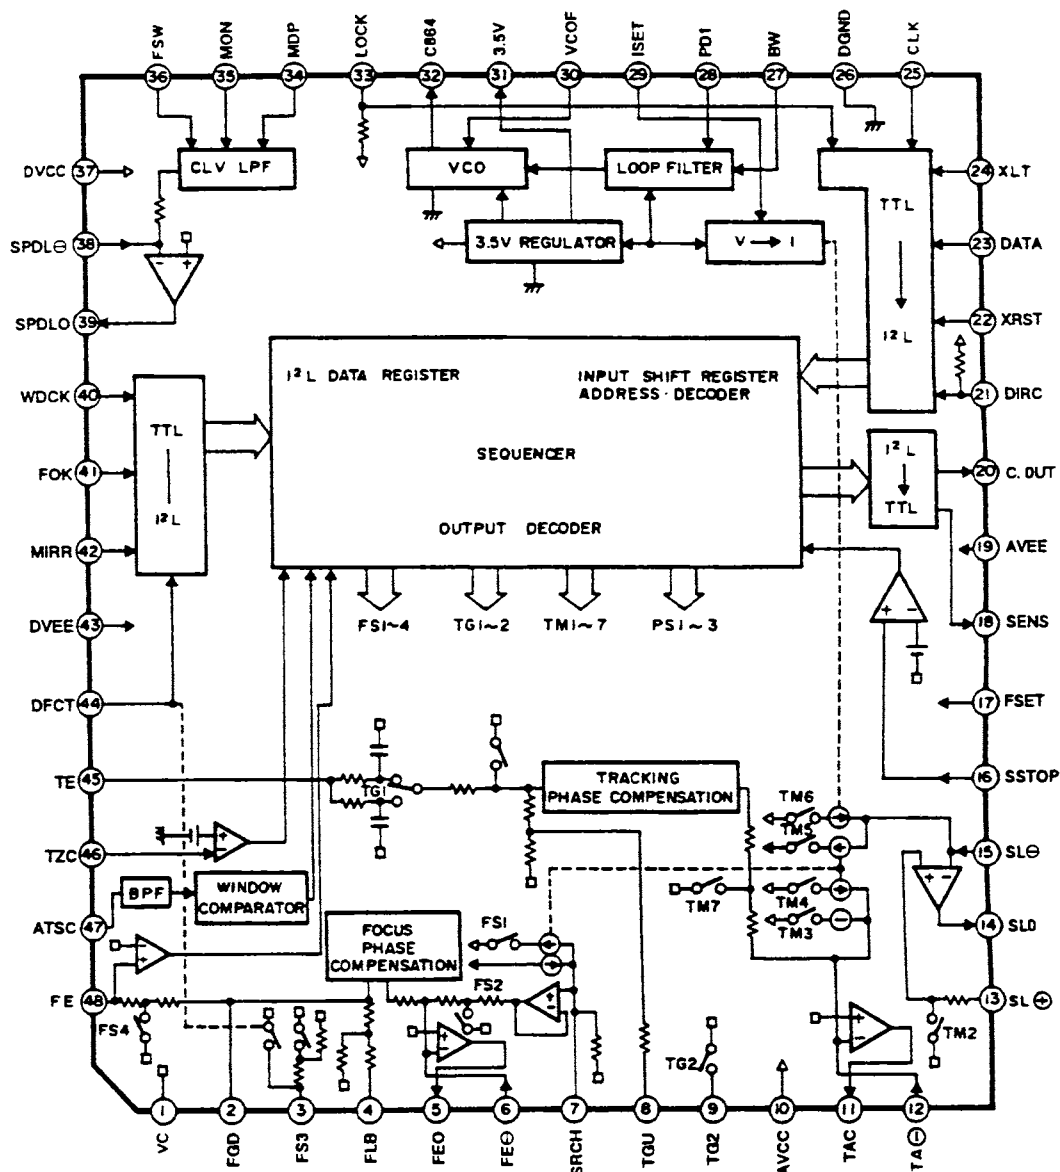 FSW
MON
MDP
LOCK
C864
3.5V
VCOF
ISET
PD1
BW
DGND
CLK
36
35
34
33
32
31
30
29
28
27
26
25
DVCC 37
CLV LPF
VCO
LOOP FILTER
24 XLT
TTL
SPDL⊖ 38
3.5V REGULATOR
V → I
23 DATA
SPDLO 39
22 XRST
I²L
I²L DATA REGISTER
INPUT SHIFT REGISTER
ADDRESS · DECODER
WDCK 40
21 DIRC
TTL
SEQUENCER
I²L
FOK 41
20 C.OUT
TTL
I²L
OUTPUT DECODER
MIRR 42
19 AVEE
DVEE 43
FS1~4
TG1~2
TM1~7
PS1~3
18 SENS
DFCT 44
17 FSET
TE 45
TG1
TRACKING
PHASE COMPENSATION
16 SSTOP
TM6
TM5
TZC 46
15 SL⊖
BPF
WINDOW
COMPARATOR
TM7
TM4
TM3
ATSC 47
14 SLO
FOCUS
PHASE
COMPENSATION
FS1
FS2
FE 48
FS4
13 SL⊕
TM2
TG2
1
2
3
4
5
6
7
8
9
10
11
12
VC
FGD
FS3
FLB
FEO
FE⊖
SRCH
TGU
TG2
AVCC
TAC
TA⊖